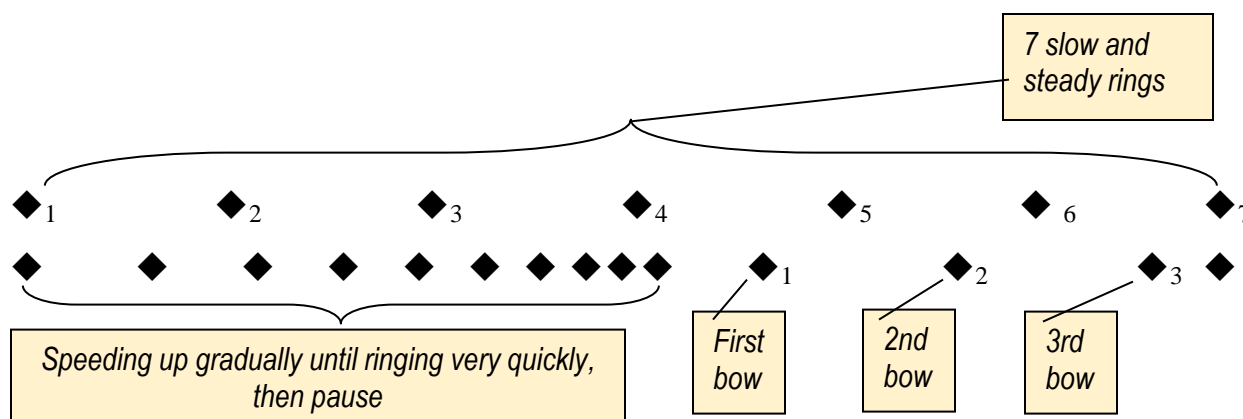 7 slow and
steady rings
1 2 3 4 5 6 7
1 2 3
Speeding up gradually until ringing very quickly,
then pause
First
bow
2nd
bow
3rd
bow